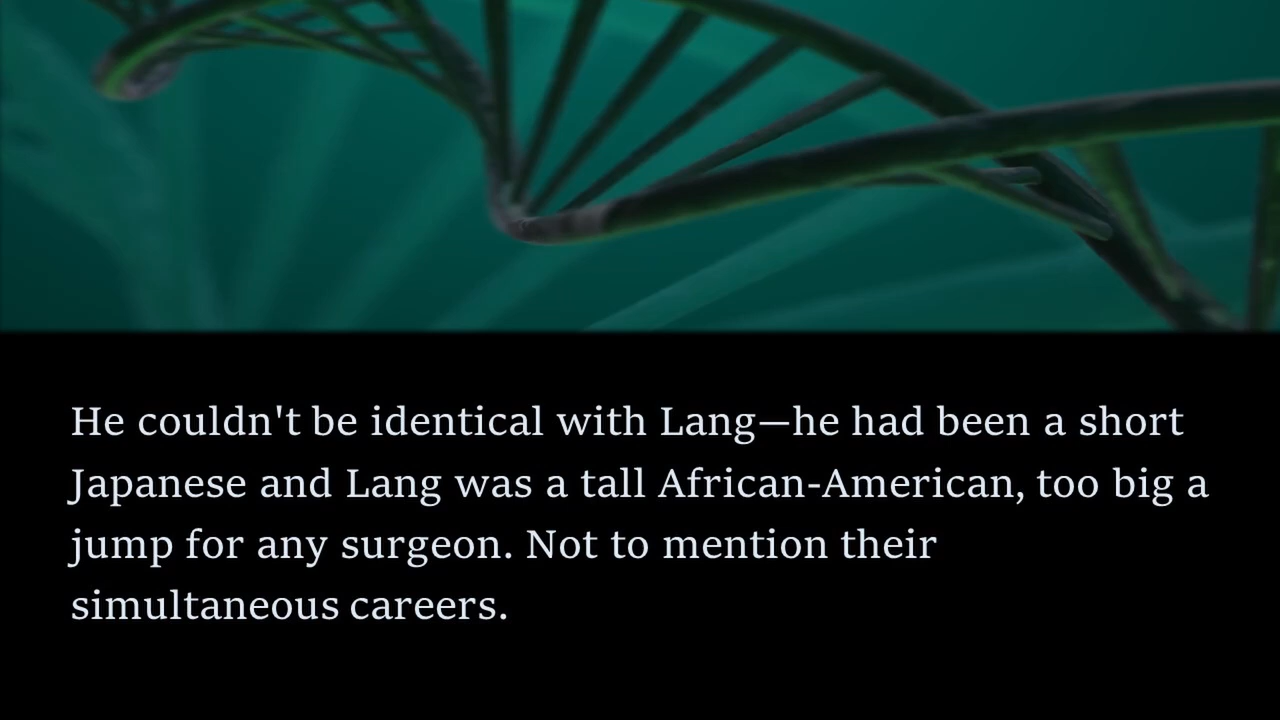 He couldn't be identical with Lang—he had been a short
Japanese and Lang was a tall African-American, too big a
jump for any surgeon. Not to mention their
simultaneous careers.